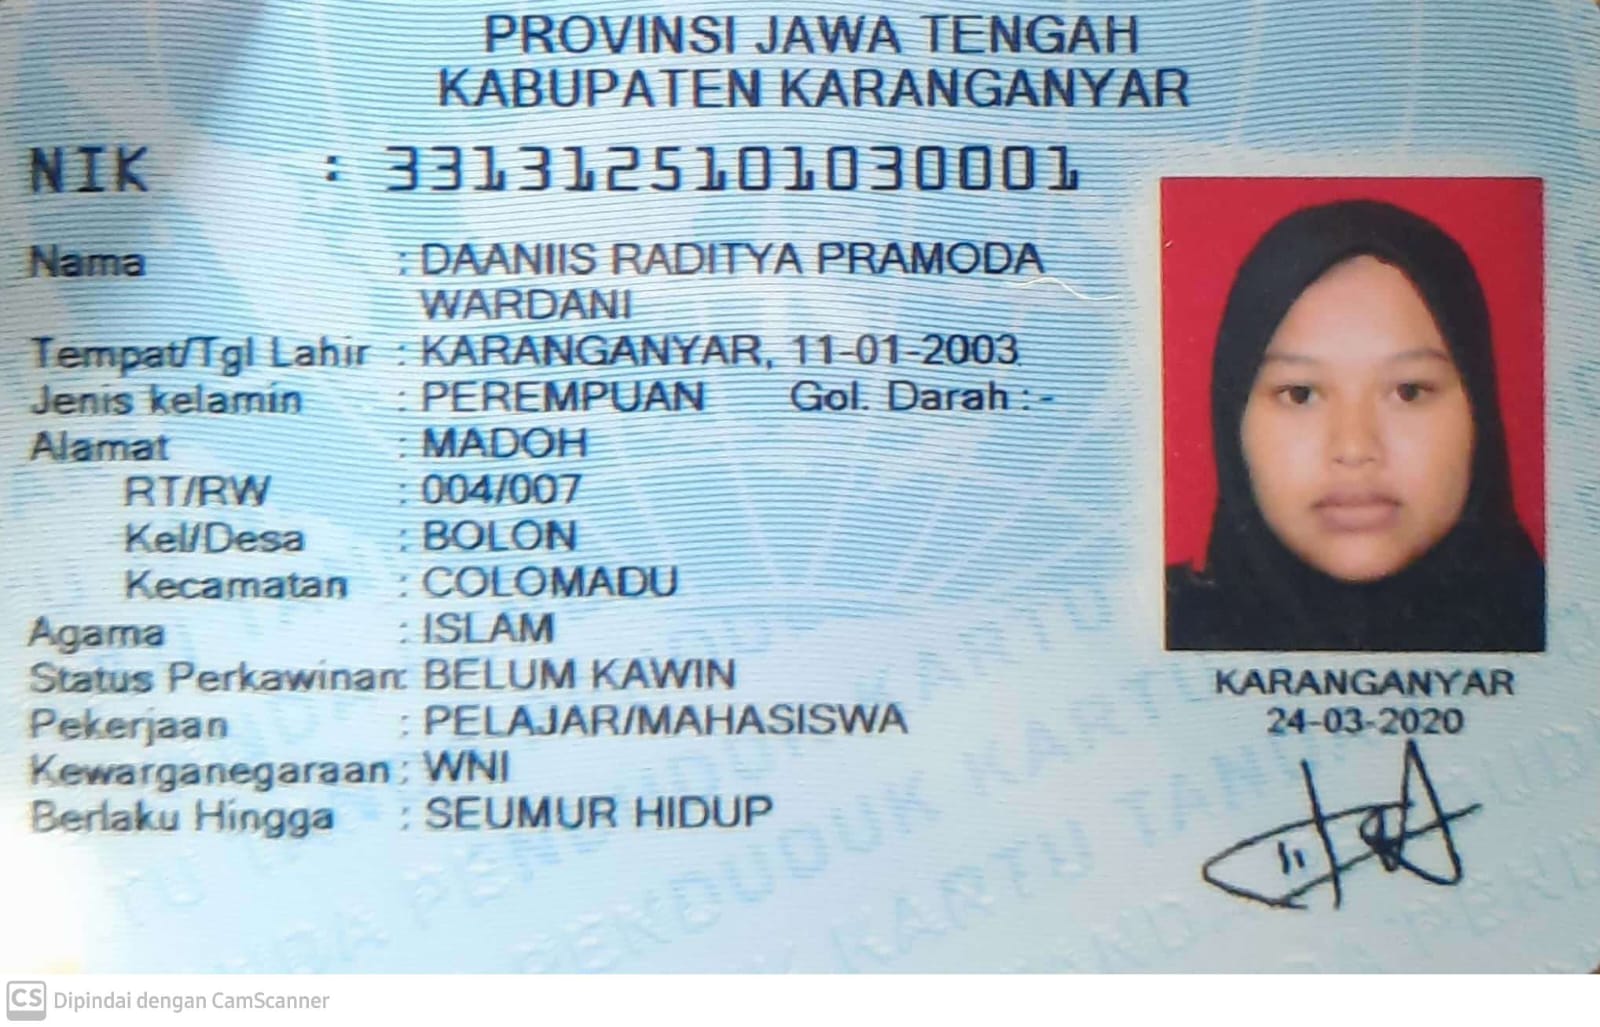 PROVINSI JAWA TENGAH
KABUPATEN KARANGANYAR
NIK : 3313125101030001
Nama : DAANIIS RADITYA PRAMODA
WARDANI
Tempat/Tgl Lahir : KARANGANYAR, 11-01-2003
Jenis kelamin : PEREMPUAN Gol. Darah : -
Alamat : MADOH
RT/RW : 004/007
Kel/Desa : BOLON
Kecamatan : COLOMADU
Agama : ISLAM
Status Perkawinan: BELUM KAWIN
Pekerjaan : PELAJAR/MAHASISWA
Kewarganegaraan : WNI
Berlaku Hingga : SEUMUR HIDUP
KARANGANYAR
24-03-2020
CS Dipindai dengan CamScanner